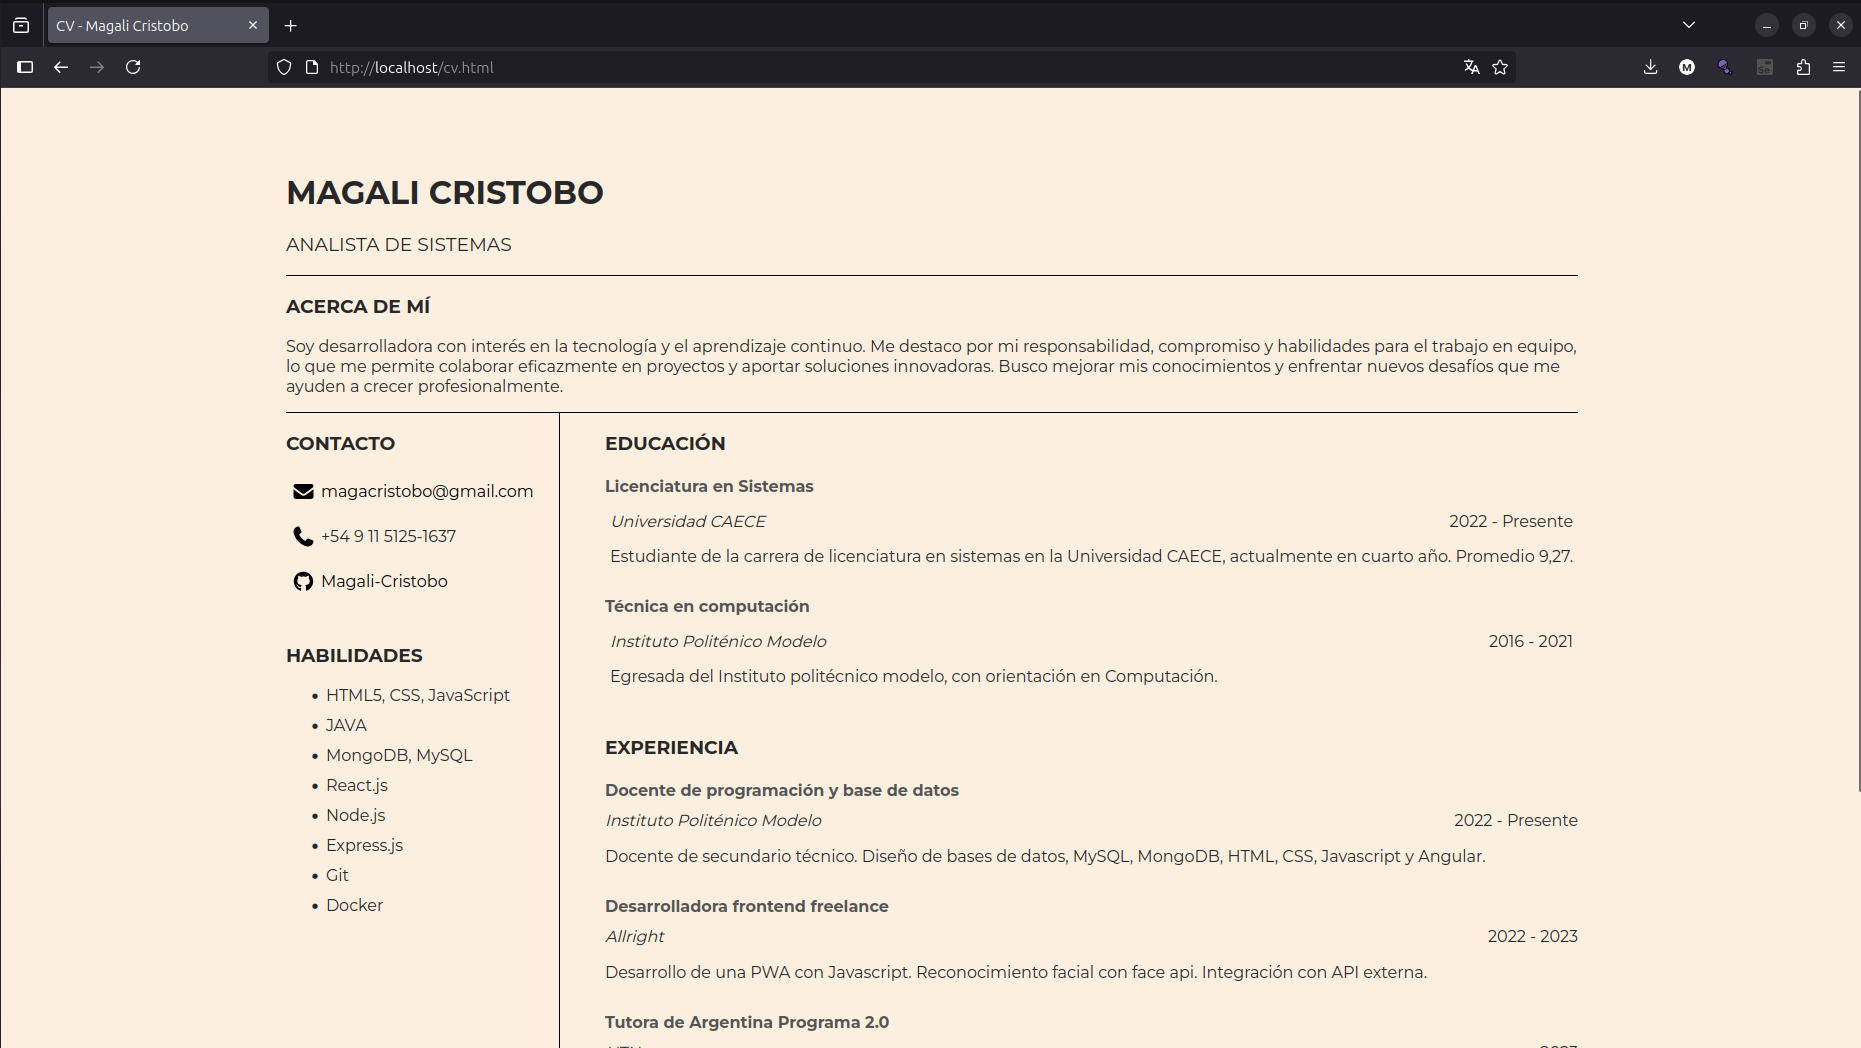 CV - Magali Cristobo
http://localhost/cv.html
MAGALI CRISTOBO
ANALISTA DE SISTEMAS
ACERCA DE MÍ
Soy desarrolladora con interés en la tecnología y el aprendizaje continuo. Me destaco por mi responsabilidad, compromiso y habilidades para el trabajo en equipo,
lo que me permite colaborar eficazmente en proyectos y aportar soluciones innovadoras. Busco mejorar mis conocimientos y enfrentar nuevos desafíos que me
ayuden a crecer profesionalmente.
CONTACTO
magacristobo@gmail.com
+54 9 11 5125-1637
Magali-Cristobo
HABILIDADES
• HTML5, CSS, JavaScript
• JAVA
• MongoDB, MySQL
• React.js
• Node.js
• Express.js
• Git
• Docker
EDUCACIÓN
Licenciatura en Sistemas
Universidad CAECE 2022 - Presente
Estudiante de la carrera de licenciatura en sistemas en la Universidad CAECE, actualmente en cuarto año. Promedio 9,27.
Técnica en computación
Instituto Politénico Modelo 2016 - 2021
Egresada del Instituto politécnico modelo, con orientación en Computación.
EXPERIENCIA
Docente de programación y base de datos
Instituto Politénico Modelo 2022 - Presente
Docente de secundario técnico. Diseño de bases de datos, MySQL, MongoDB, HTML, CSS, Javascript y Angular.
Desarrolladora frontend freelance
Allright 2022 - 2023
Desarrollo de una PWA con Javascript. Reconocimiento facial con face api. Integración con API externa.
Tutora de Argentina Programa 2.0